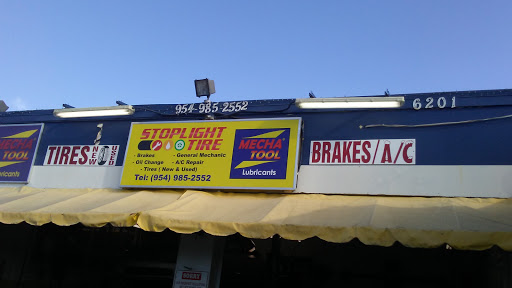 954-985-2552
6201
MECHA
TOOL
Lubricants
TIRES
NEW
STOPLIGHT
TIRE
- Brakes
- General Mechanic
- Oil Change
- A/C Repair
- Tires ( New & Used)
Tel: (954) 985-2552
MECHA
TOOL
Lubricants
BRAKES/A/C